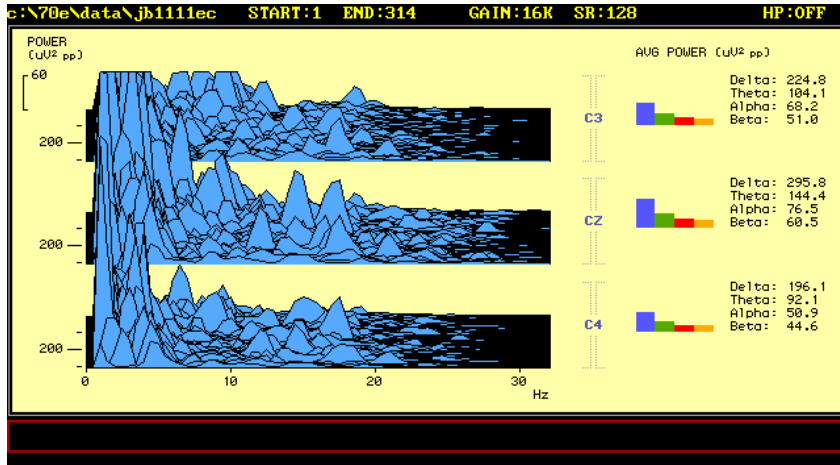 c:\70e\data\jb1111ec START:1 END:314 GAIN:16K SR:128 HP:OFF
POWER
(uV² pp)
AVG POWER (uV² pp)
60
200
C3
Delta: 224.8
Theta: 104.1
Alpha: 68.2
Beta: 51.0
200
CZ
Delta: 295.8
Theta: 144.4
Alpha: 76.5
Beta: 60.5
200
C4
Delta: 196.1
Theta: 92.1
Alpha: 50.9
Beta: 44.6
0 10 20 30
Hz